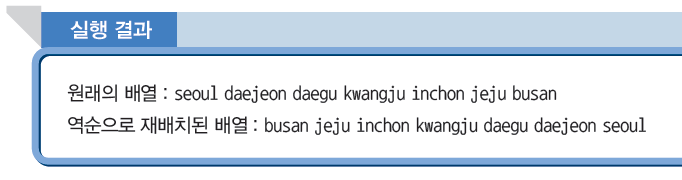 실행 결과
원래의 배열 : seoul daejeon daegu kwangju inchon jeju busan
역순으로 재배치된 배열 : busan jeju inchon kwangju daegu daejeon seoul